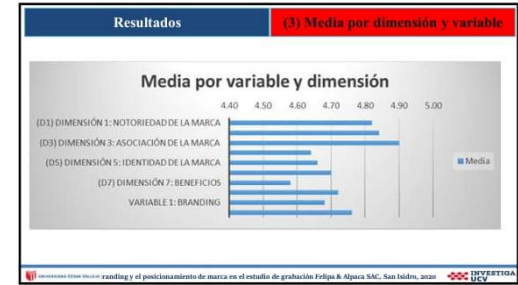 Resultados
(3) Media por dimensión y variable
Media por variable y dimensión
4.40 4.50 4.60 4.70 4.80 4.90 5.00
(D1) DIMENSIÓN 1: NOTORIEDAD DE LA MARCA
(D3) DIMENSIÓN 3: ASOCIACIÓN DE LA MARCA
(D5) DIMENSIÓN 5: IDENTIDAD DE LA MARCA
Media
(D7) DIMENSIÓN 7: BENEFICIOS
VARIABLE 1: BRANDING
UNIVERSIDAD CÉSAR VALLEJO randing y el posicionamiento de marca en el estudio de grabación Felipa & Alpaca SAC, San Isidro, 2020 INVESTIGA
UCV